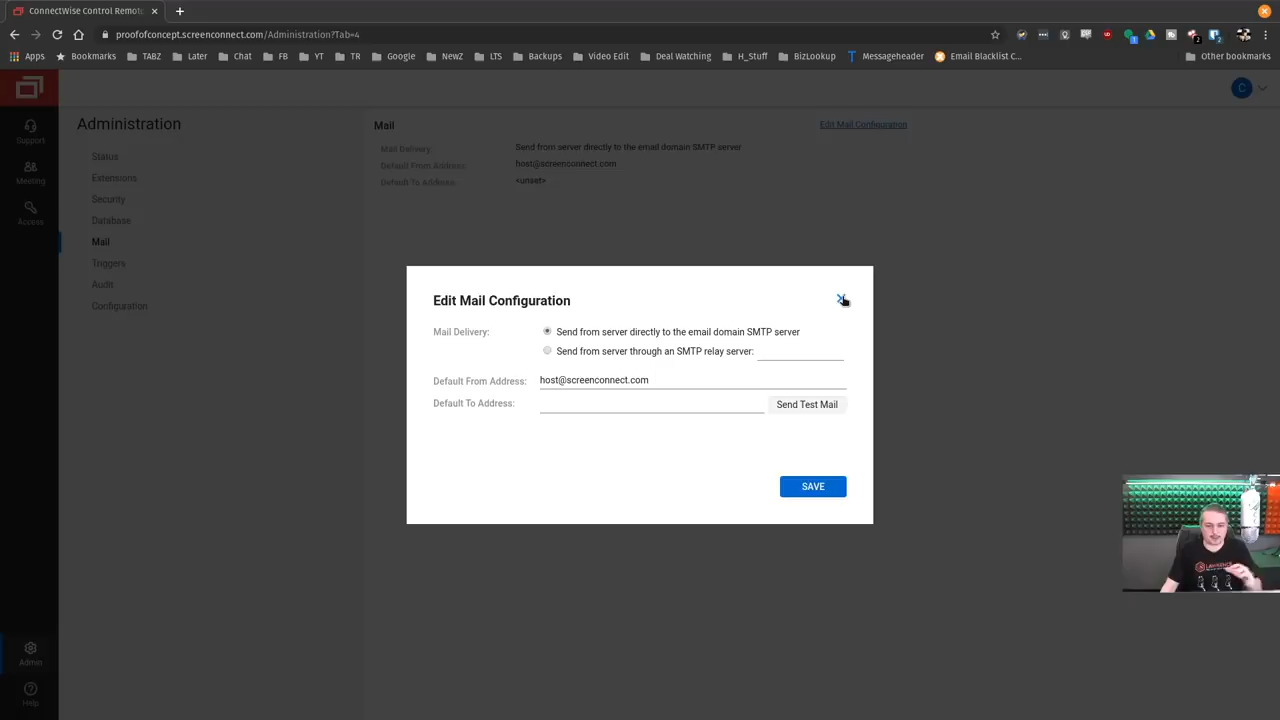 ConnectWise Control Remot
proofofconcept.screenconnect.com/Administration?Tab=4
Apps
Bookmarks
TABZ
Later
Chat
FB
YT
TR
Google
NewZ
LTS
Backups
Video Edit
Deal Watching
H_Stuff
BizLookup
Messageheader
Email Blacklist C...
Other bookmarks
C
Support
Meeting
Access
Admin
Help
Administration
Status
Extensions
Security
Database
Mail
Triggers
Audit
Configuration
Mail
Edit Mail Configuration
Mail Delivery: Send from server directly to the email domain SMTP server
Default From Address: host@screenconnect.com
Default To Address: <unset>
Edit Mail Configuration
Mail Delivery: Send from server directly to the email domain SMTP server
Send from server through an SMTP relay server:
Default From Address: host@screenconnect.com
Default To Address: Send Test Mail
SAVE
LAWRENCE